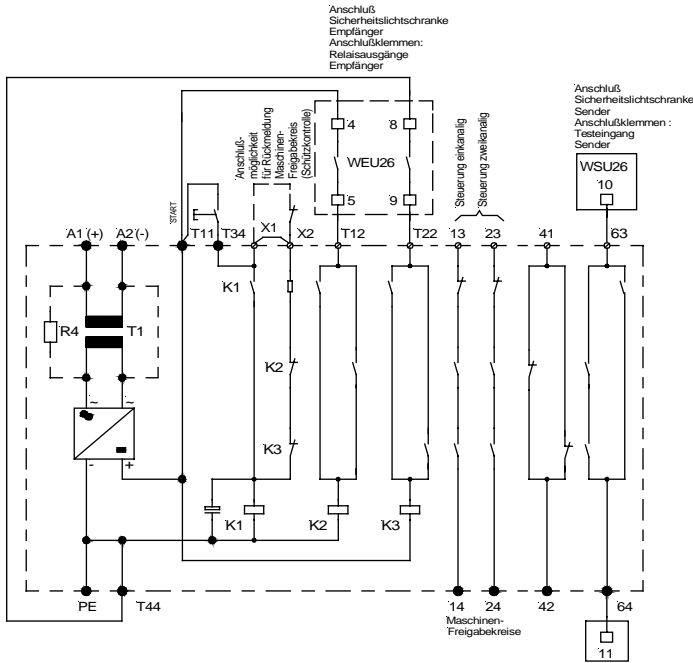 Anschluß
Sicherheitslichtschranke
Empfänger
Anschlußklemmen:
Relaisausgänge
Empfänger
Anschluß
Sicherheitslichtschranke
Sender
Anschlußklemmen :
Testeingang
Sender
WSU26
10
4
8
WEU26
5
9
Anschluß-
möglichkeit
für Rückmeldung
Maschinen-
Freigabekreis
(Schützkontrolle)
Steuerung einkanalig
Steuerung zweikanalig
START
A1 (+)
A2 (-)
T11
T34
X1
X2
T12
T22
13
23
41
63
K1
R4
T1
K2
K3
~
~
-
+
K1
K2
K3
PE
T44
14
24
42
64
Maschinen-
Freigabekreise
11